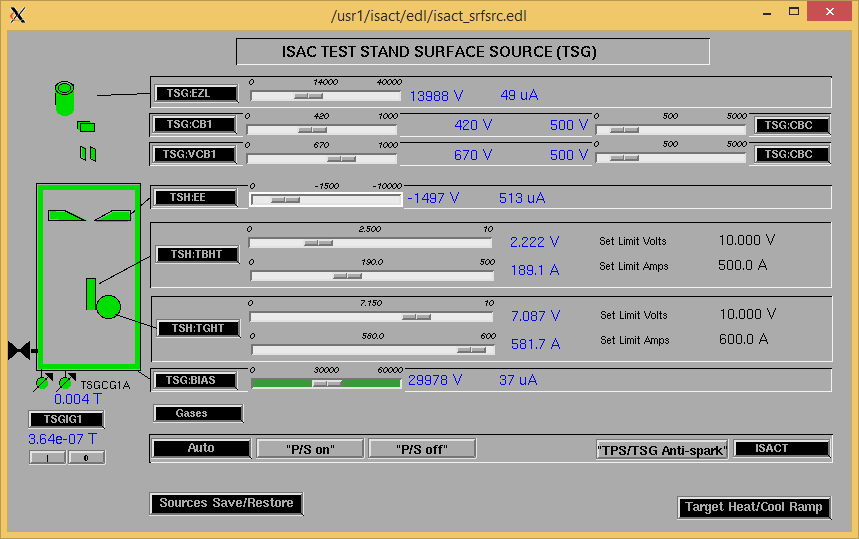 /usr1/isact/edl/isact_srfsrc.edl
ISAC TEST STAND SURFACE SOURCE (TSG)
0 14000 40000
TSG:EZL 13988 V 49 uA
0 420 1000 0 500 5000
TSG:CB1 420 V 500 V TSG:CBC
0 670 1000 0 500 5000
TSG:VCB1 670 V 500 V TSG:CBC
0 -1500 -10000
TSH:EE -1497 V 513 uA
0 2.500 10
2.222 V Set Limit Volts 10.000 V
TSH:TBHT
0 190.0 500
189.1 A Set Limit Amps 500.0 A
0 7.150 10
7.087 V Set Limit Volts 10.000 V
TSH:TGHT
0 580.0 600
581.7 A Set Limit Amps 600.0 A
0 30000 60000
TSG:BIAS 29978 V 37 uA
TSGCG1A
0.004 T
Gases
TSGIG1
3.64e-07 T
I 0
Auto "P/S on" "P/S off" "TPS/TSG Anti-spark" ISACT
Sources Save/Restore Target Heat/Cool Ramp